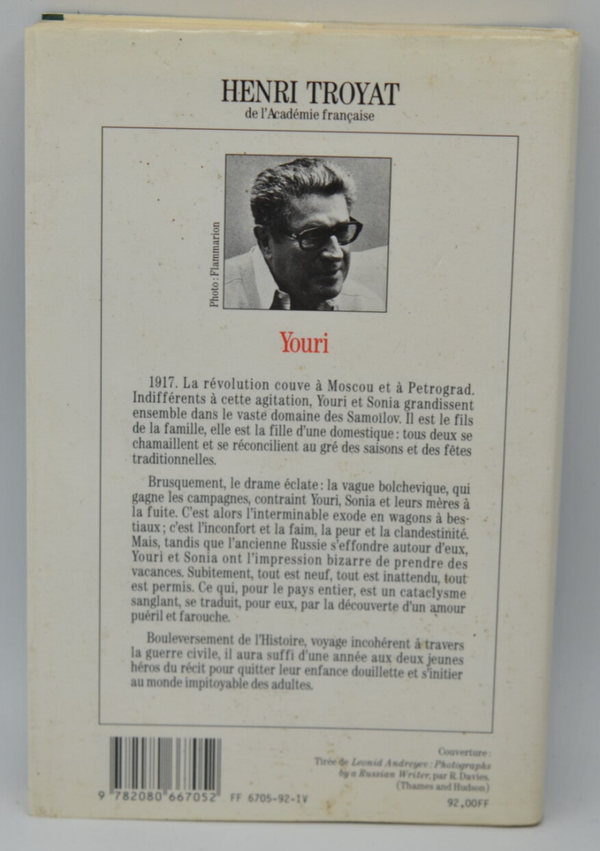 HENRI TROYAT
de l'Académie française
Photo : Flammarion
Youri
1917. La révolution couve à Moscou et à Petrograd.
Indifférents à cette agitation, Youri et Sonia grandissent
ensemble dans le vaste domaine des Samoïlov. Il est le fils
de la famille, elle est la fille d'une domestique : tous deux se
chamaillent et se réconcilient au gré des saisons et des fêtes
traditionnelles.
Brusquement, le drame éclate : la vague bolchevique, qui
gagne les campagnes, contraint Youri, Sonia et leurs mères à
la fuite. C'est alors l'interminable exode en wagons à bes-
tiaux ; c'est l'inconfort et la faim, la peur et la clandestinité.
Mais, tandis que l'ancienne Russie s'effondre autour d'eux,
Youri et Sonia ont l'impression bizarre de prendre des
vacances. Subitement, tout est neuf, tout est inattendu, tout
est permis. Ce qui, pour le pays entier, est un cataclysme
sanglant, se traduit, pour eux, par la découverte d'un amour
puéril et farouche.
Bouleversement de l'Histoire, voyage incohérent à travers
la guerre civile, il aura suffi d'une année aux deux jeunes
héros du récit pour quitter leur enfance douillette et s'initier
au monde impitoyable des adultes.
Couverture :
Tirée de Leonid Andreyev : Photographs
by a Russian Writer, par R. Davies.
(Thames and Hudson)
9 782080 667052 FF 6705-92-IV
92,00FF